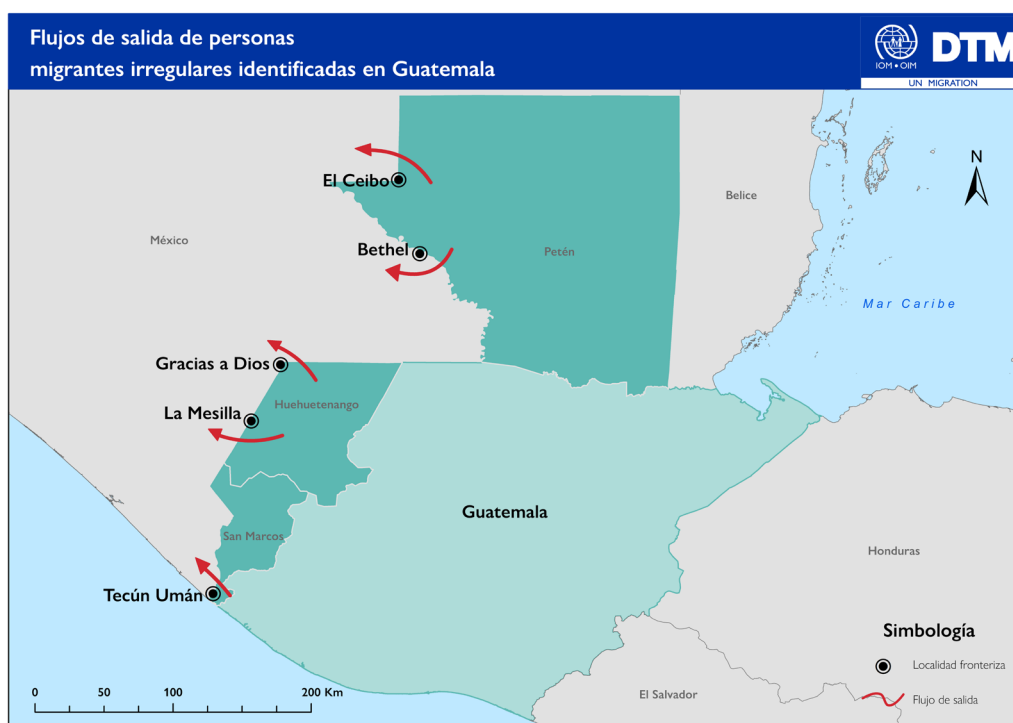 Flujos de salida de personas
migrantes irregulares identificadas en Guatemala
IOM • OIM
DTM
UN MIGRATION
N
El Ceibo
Belice
México
Bethel
Petén
Mar Caribe
Gracias a Dios
Huehuetenango
La Mesilla
Guatemala
San Marcos
Honduras
Tecún Umán
Simbología
Localidad fronteriza
0 50 100 200 Km
El Salvador
Flujo de salida